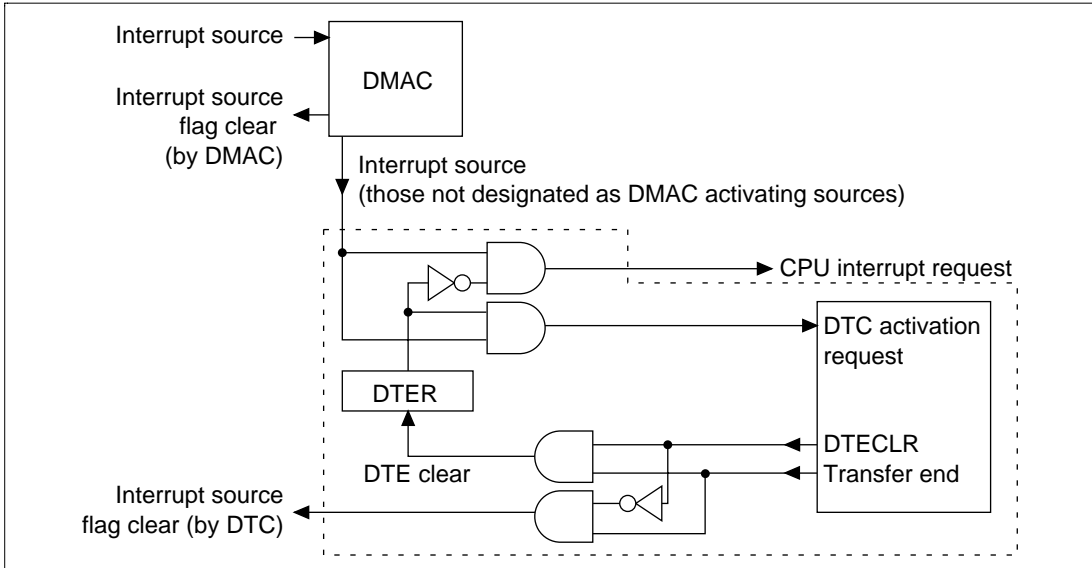 Interrupt source
DMAC
Interrupt source
flag clear
(by DMAC)
Interrupt source
(those not designated as DMAC activating sources)
CPU interrupt request
DTC activation
request
DTER
DTECLR
DTE clear
Transfer end
Interrupt source
flag clear (by DTC)